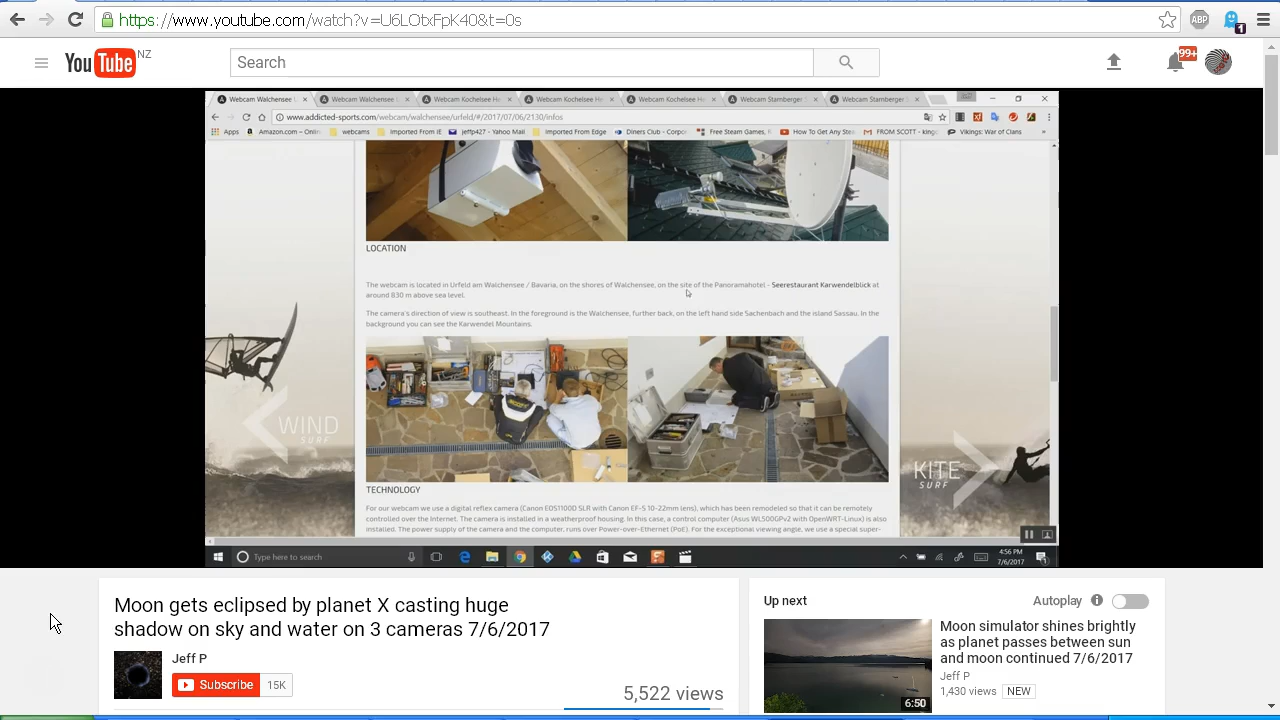 https://www.youtube.com/watch?v=U6LOtxFpK40&t=0s
ABP
1
YouTube NZ
Search
99+
Webcam Walchensee U
Webcam Walchensee U
Webcam Kochelsee He
Webcam Kochelsee He
Webcam Kochelsee He
Webcam Starnberger
Webcam Starnberger
www.addicted-sports.com/webcam/walchensee/urfeld/#/2017/07/06/2130/infos
Apps
Amazon.com – Onlin
webcams
Imported From IE
jeffp427 - Yahoo Mail
Imported From Edge
Diners Club - Corpor
Free Steam Games, F
How To Get Any Stea
FROM SCOTT - king
Vikings: War of Clans
LOCATION
The webcam is located in Urfeld am Walchensee / Bavaria, on the shores of Walchensee, on the site of the Panoramahotel - Seerestaurant Karwendelblick at
around 830 m above sea level.
The camera's direction of view is southeast. In the foreground is the Walchensee, further back, on the left hand side Sachenbach and the island Sassau. In the
background you can see the Karwendel Mountains.
WIND
SURF
KITE
SURF
TECHNOLOGY
For our webcam we use a digital reflex camera (Canon EOS1100D SLR with Canon EF-S 10-22mm lens), which has been remodeled so that it can be remotely
controlled over the Internet. The camera is installed in a weatherproof housing. In this case, a control computer (Asus WL500GPv2 with OpenWRT-Linux) is also
installed. The power supply of the camera and the computer, runs over Power-over-Ethernet (PoE). For the exceptional viewing angle, we use a special super-
Type here to search
4:56 PM
7/6/2017
Moon gets eclipsed by planet X casting huge
shadow on sky and water on 3 cameras 7/6/2017
Jeff P
Subscribe 15K
5,522 views
Up next
Autoplay
Moon simulator shines brightly
as planet passes between sun
and moon continued 7/6/2017
Jeff P
1,430 views NEW
6:50